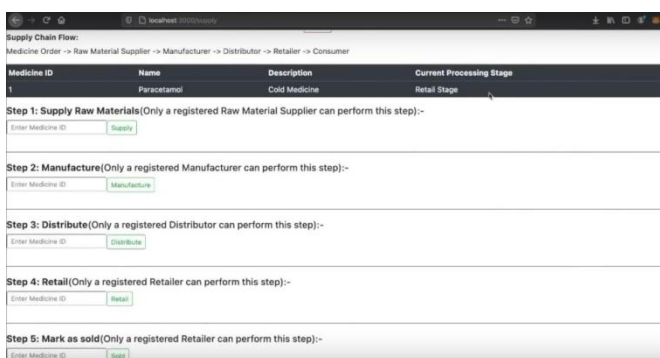 localhost:3000/supply
Supply Chain Flow:
Medicine Order -> Raw Material Supplier -> Manufacturer -> Distributor -> Retailer -> Consumer
Medicine ID Name Description Current Processing Stage
1 Paracetamol Cold Medicine Retail Stage
Step 1: Supply Raw Materials(Only a registered Raw Material Supplier can perform this step):-
Enter Medicine ID Supply
Step 2: Manufacture(Only a registered Manufacturer can perform this step):-
Enter Medicine ID Manufacture
Step 3: Distribute(Only a registered Distributor can perform this step):-
Enter Medicine ID Distribute
Step 4: Retail(Only a registered Retailer can perform this step):-
Enter Medicine ID Retail
Step 5: Mark as sold(Only a registered Retailer can perform this step):-
Enter Medicine ID Sold